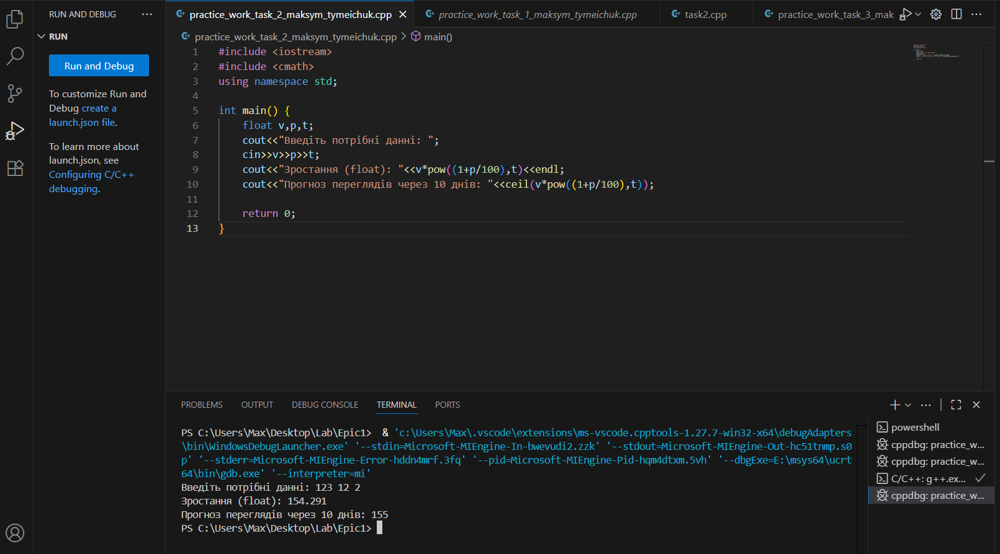 RUN AND DEBUG ···
RUN
Run and Debug
To customize Run and
Debug create a
launch.json file.
To learn more about
launch.json, see
Configuring C/C++
debugging.
practice_work_task_2_maksym_tymeichuk.cpp
practice_work_task_1_maksym_tymeichuk.cpp
task2.cpp
practice_work_task_3_mak
practice_work_task_2_maksym_tymeichuk.cpp > main()
1 #include <iostream>
2 #include <cmath>
3 using namespace std;
4
5 int main() {
6 float v,p,t;
7 cout<<"Введіть потрібні данні: ";
8 cin>>v>>p>>t;
9 cout<<"Зростання (float): "<<v*pow((1+p/100),t)<<endl;
10 cout<<"Прогноз переглядів через 10 днів: "<<ceil(v*pow((1+p/100),t));
11
12 return 0;
13 }
PROBLEMS OUTPUT DEBUG CONSOLE TERMINAL PORTS
PS C:\Users\Max\Desktop\Lab\Epic1> & 'c:\Users\Max\.vscode\extensions\ms-vscode.cpptools-1.27.7-win32-x64\debugAdapters
\bin\WindowsDebugLauncher.exe' '--stdin=Microsoft-MIEngine-In-bwevudi2.zzk' '--stdout=Microsoft-MIEngine-Out-hc51tnmp.s0
p' '--stderr=Microsoft-MIEngine-Error-hddn4mrf.3fq' '--pid=Microsoft-MIEngine-Pid-hqm4dtxm.5vh' '--dbgExe=E:\msys64\ucrt
64\bin\gdb.exe' '--interpreter=mi'
Введіть потрібні данні: 123 12 2
Зростання (float): 154.291
Прогноз переглядів через 10 днів: 155
PS C:\Users\Max\Desktop\Lab\Epic1>
powershell
cppdbg: practice_w...
cppdbg: practice_w...
C/C++: g++.ex...
cppdbg: practice_w...